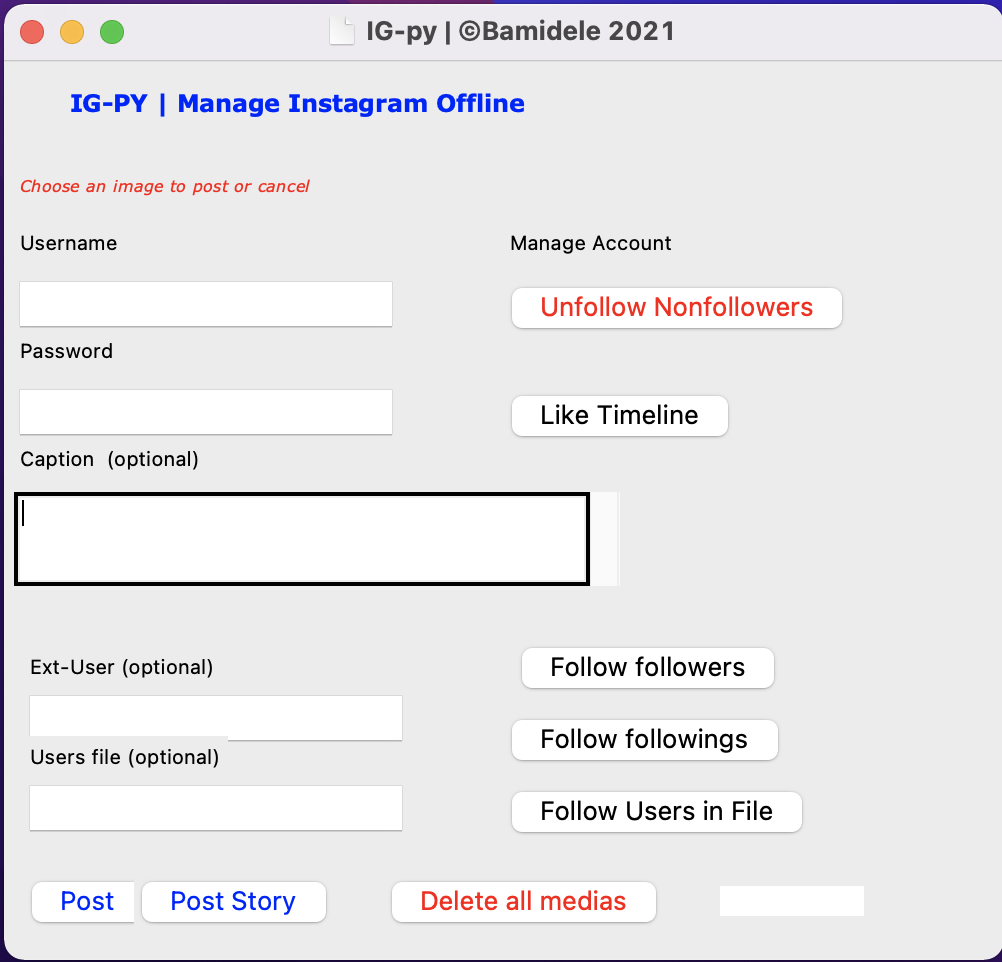 IG-py | ©Bamidele 2021
IG-PY | Manage Instagram Offline
Choose an image to post or cancel
Username
Manage Account
Unfollow Nonfollowers
Password
Like Timeline
Caption (optional)
Ext-User (optional)
Follow followers
Follow followings
Users file (optional)
Follow Users in File
Post
Post Story
Delete all medias